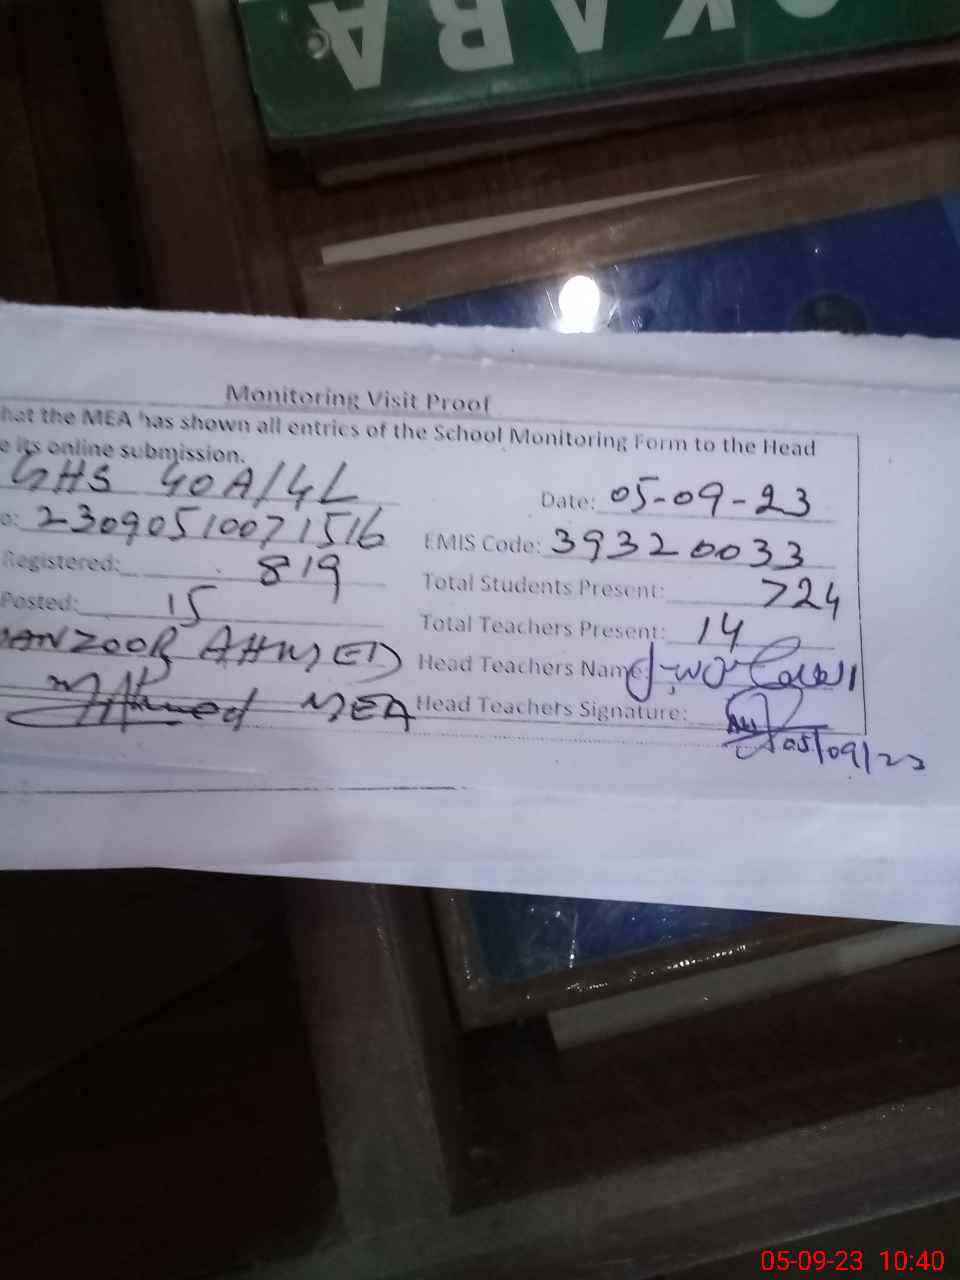 OKARA
Monitoring Visit Proof
hat the MEA has shown all entries of the School Monitoring Form to the Head
e its online submission.
GHS 40A/4L Date: 05-09-23
o: 23090510071516 EMIS Code: 39320033
Registered: 819 Total Students Present: 724
Posted: 15 Total Teachers Present: 14
MANZOOR AHMED Head Teachers Name:
MEA Head Teachers Signature:
05/09/23
05-09-23 10:40